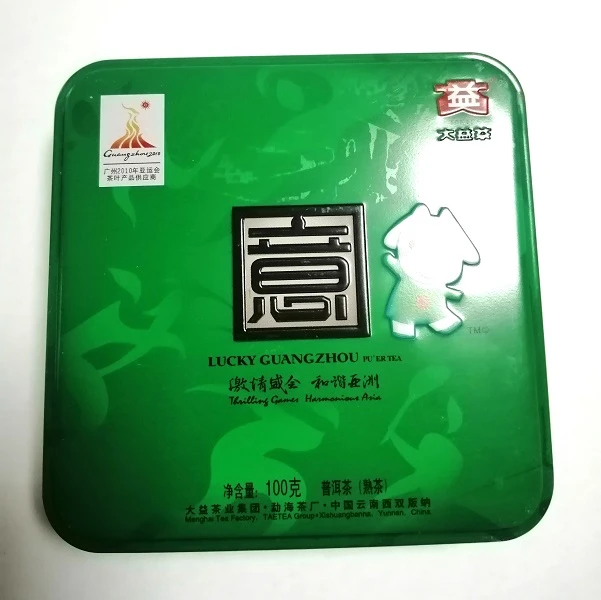 益
大益茶
Guangzhou 2010
广州2010年亚运会
茶叶产品供应商
意
TM©
LUCKY GUANGZHOU PU'ER TEA
激情盛会 和谐亚洲
Thrilling Games Harmonious Asia
净含量: 100克 普洱茶（熟茶）
大益茶业集团·勐海茶厂·中国云南西双版纳
Menghai Tea Factory, TAETEA Group·Xishuangbanna, Yunnan, China